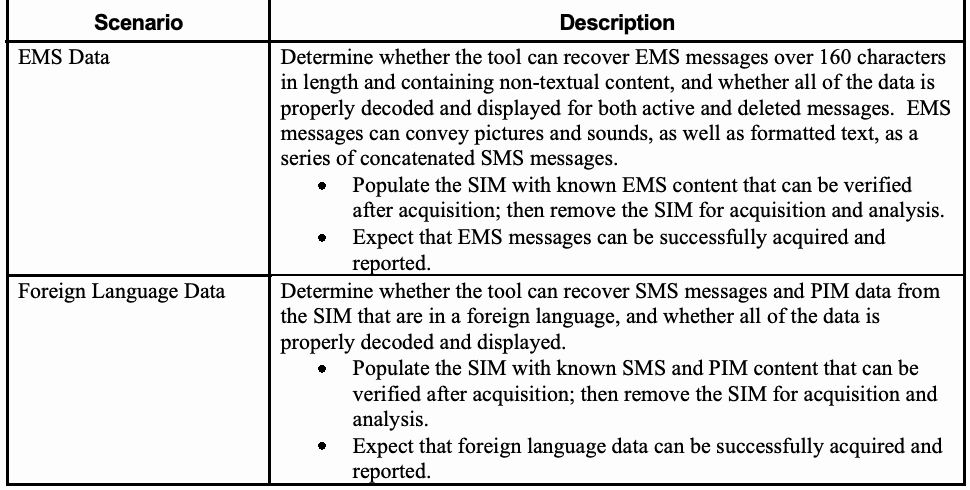 Scenario Description
EMS Data
Determine whether the tool can recover EMS messages over 160 characters
in length and containing non-textual content, and whether all of the data is
properly decoded and displayed for both active and deleted messages.  EMS
messages can convey pictures and sounds, as well as formatted text, as a
series of concatenated SMS messages.
• Populate the SIM with known EMS content that can be verified
after acquisition; then remove the SIM for acquisition and analysis.
• Expect that EMS messages can be successfully acquired and
reported.
Foreign Language Data
Determine whether the tool can recover SMS messages and PIM data from
the SIM that are in a foreign language, and whether all of the data is
properly decoded and displayed.
• Populate the SIM with known SMS and PIM content that can be
verified after acquisition; then remove the SIM for acquisition and
analysis.
• Expect that foreign language data can be successfully acquired and
reported.